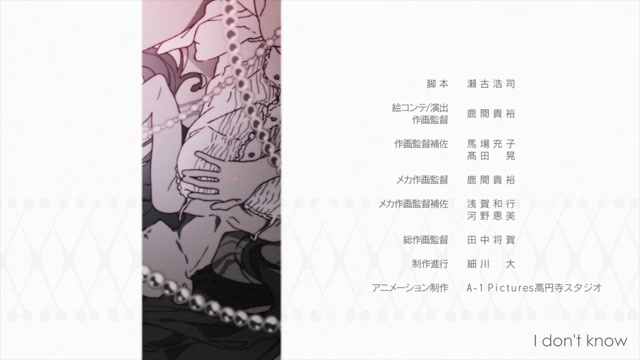 脚本 瀬古浩司
絵コンテ/演出
作画監督 鹿間貴裕
作画監督補佐 馬場充子
髙田 晃
メカ作画監督 鹿間貴裕
メカ作画監督補佐 浅賀和行
河野恵美
総作画監督 田中将賀
制作進行 細川 大
アニメーション制作 A-1 Pictures高円寺スタジオ
I don't know